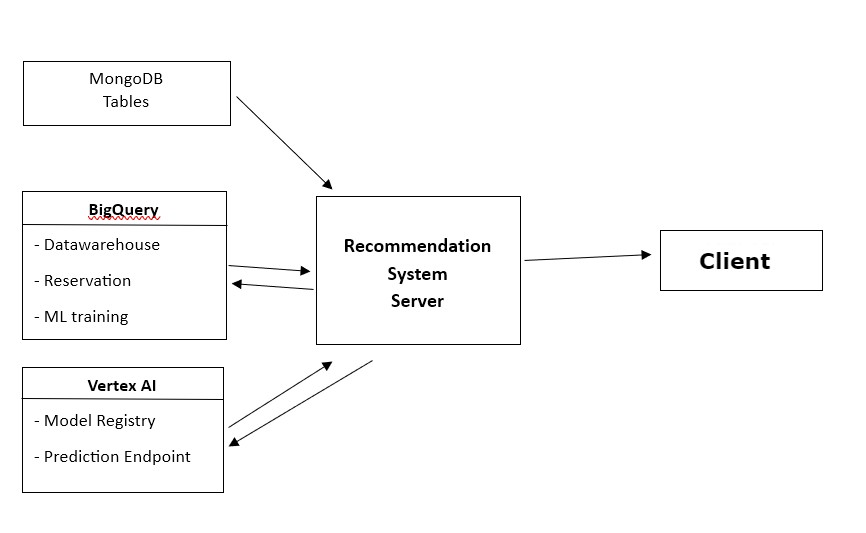 MongoDB
Tables
BigQuery
- Datawarehouse
- Reservation
- ML training
Vertex AI
- Model Registry
- Prediction Endpoint
Recommendation
System
Server
Client